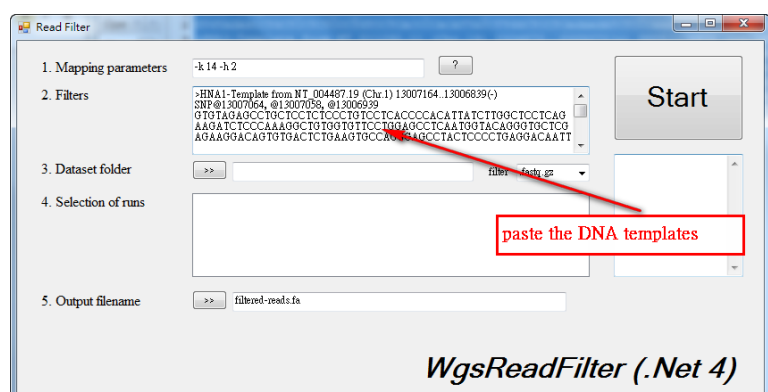 Read Filter
1. Mapping parameters
-k 14 -h 2
?
2. Filters
>HNA1-Template from NT_004487.19 (Chr.1) 13007164..13006839(-)
SNP@13007064, @13007058, @13006939
GTGTAGAGCCTGCTCCTCTCCCTGTCCTCACCCCACATTATCTTGGCTCCTCAG
AAGATCTCCCAAAGGCTGTGGTGTTCCTGGAGCCTCAATGGTACAGGGTGCTCG
AGAAGGACAGTGTGACTCTGAAGTGCCAGGGAGCCTACTCCCCTGAGGACAATT
Start
3. Dataset folder
>>
filter .fastq.gz
4. Selection of runs
paste the DNA templates
5. Output filename
>>
filtered-reads.fa
WgsReadFilter (.Net 4)